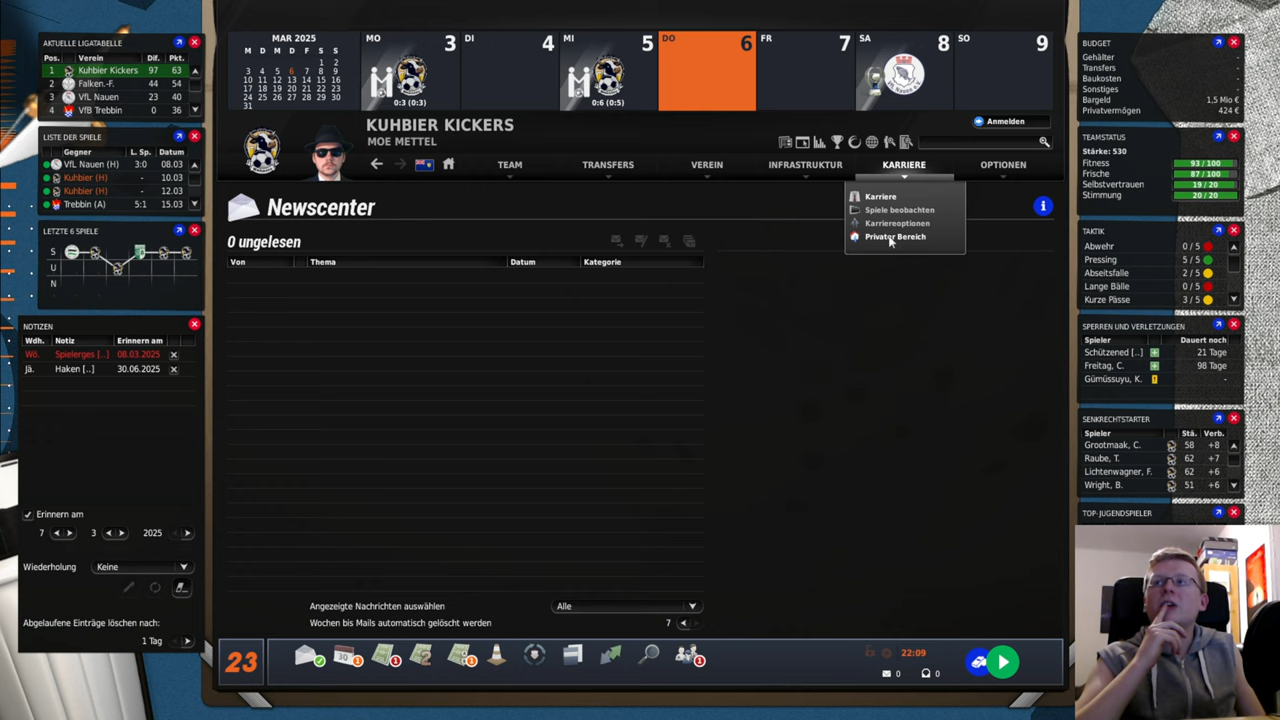 AKTUELLE LIGATABELLE
Pos. Verein Dif. Pkt.
1 Kuhbier Kickers 97 63
2 Falken.-F. 44 54
3 VfL Nauen 23 40
4 VfB Trebbin 0 36
LISTE DER SPIELE
Gegner L. Sp. Datum
VfL Nauen (H) 3:0 08.03
Kuhbier (H) - 10.03
Kuhbier (H) - 12.03
Trebbin (A) 5:1 15.03
LETZTE 6 SPIELE
S
U
N
NOTIZEN
Wdh. Notiz Erinnern am
Wö. Spielerges [..] 08.03.2025
Jä. Haken [..] 30.06.2025
Erinnern am
7 3 2025
Wiederholung Keine
Abgelaufene Einträge löschen nach:
1 Tag
MAR 2025
M D M D F S S
1 2
3 4 5 6 7 8 9
10 11 12 13 14 15 16
17 18 19 20 21 22 23
24 25 26 27 28 29 30
31
MO 3
0:3 (0:3)
DI 4
MI 5
0:6 (0:5)
DO 6
FR 7
SA 8
SO 9
KUHBIER KICKERS
MOE METTEL
Anmelden
TEAM TRANSFERS VEREIN INFRASTRUKTUR KARRIERE OPTIONEN
Karriere
Spiele beobachten
Karriereoptionen
Privater Bereich
Newscenter
0 ungelesen
Von Thema Datum Kategorie
Angezeigte Nachrichten auswählen Alle
Wochen bis Mails automatisch gelöscht werden 7
23
30 1
1
2
1
1
22:09
0 0
BUDGET
Gehälter -
Transfers -
Baukosten -
Sonstiges -
Bargeld 1,5 Mio €
Privatvermögen 424 €
TEAMSTATUS
Stärke: 530
Fitness 93 / 100
Frische 87 / 100
Selbstvertrauen 19 / 20
Stimmung 20 / 20
TAKTIK
Abwehr 0 / 5
Pressing 5 / 5
Abseitsfalle 2 / 5
Lange Bälle 0 / 5
Kurze Pässe 3 / 5
SPERREN UND VERLETZUNGEN
Spieler Dauert noch
Schützened [..] 21 Tage
Freitag, C. 98 Tage
Gümüssuyu, K. -
SENKRECHTSTARTER
Spieler Stä. Verb.
Grootmaak, C. 58 +8
Raube, T. 62 +7
Lichtenwagner, F. 62 +6
Wright, B. 51 +6
TOP-JUGENDSPIELER